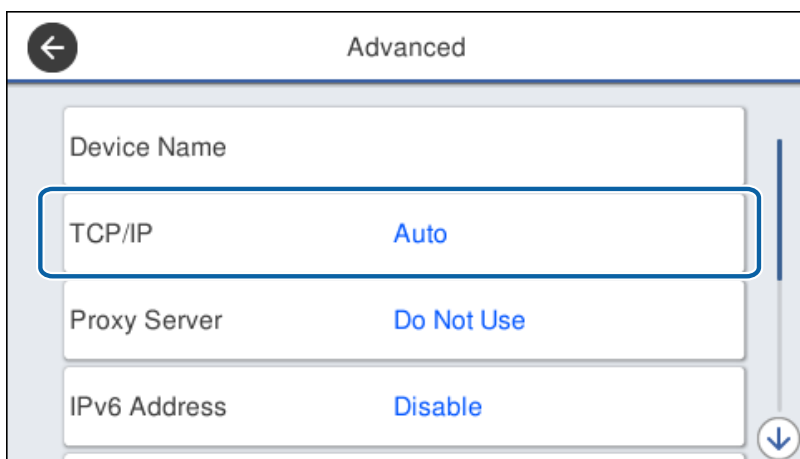 Advanced
Device Name
TCP/IP Auto
Proxy Server Do Not Use
IPv6 Address Disable